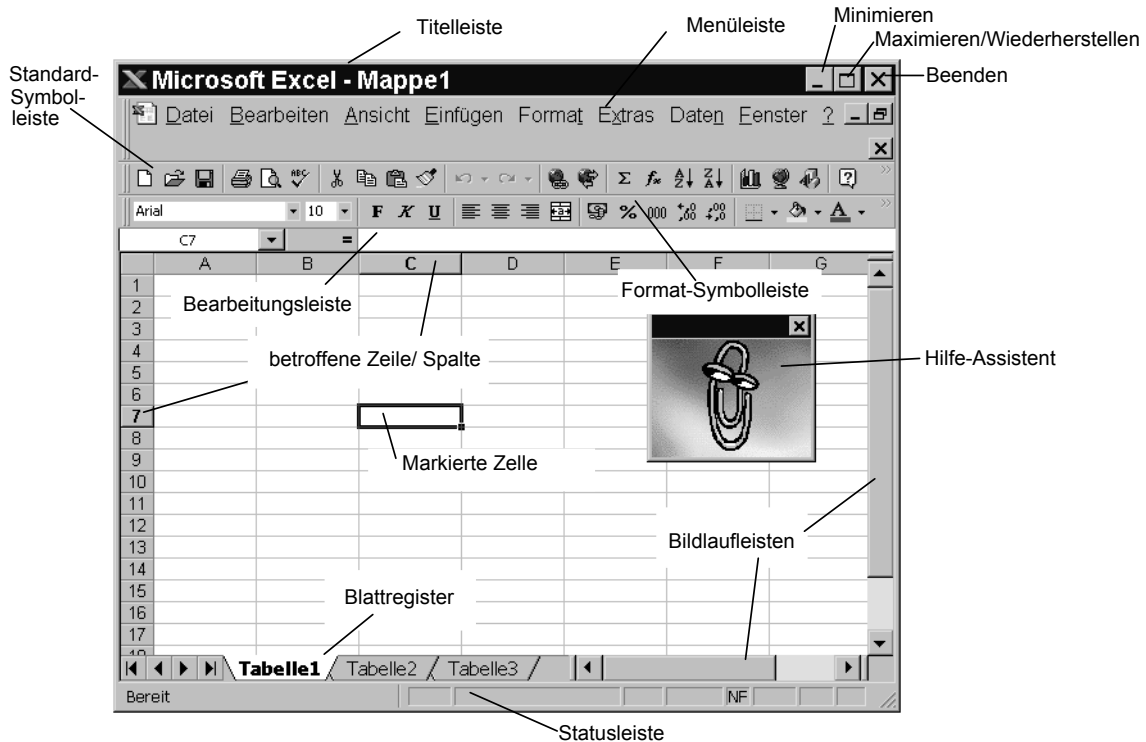 Minimieren
Titelleiste
Menüleiste
Maximieren/Wiederherstellen
Standard-
Symbol-
leiste
Microsoft Excel - Mappe1
Beenden
Datei Bearbeiten Ansicht Einfügen Format Extras Daten Fenster ?
ABC
Σ
A
Z
Z
A
?
Arial 10 F K U % 000 A
C7 =
A B C D E F G
1
Bearbeitungsleiste
Format-Symbolleiste
2
3
4
betroffene Zeile/ Spalte
Hilfe-Assistent
5
6
7
8
9
Markierte Zelle
10
11
12
13
Bildlaufleisten
14
15
Blattregister
16
17
Tabelle1 Tabelle2 Tabelle3
Bereit NF
Statusleiste